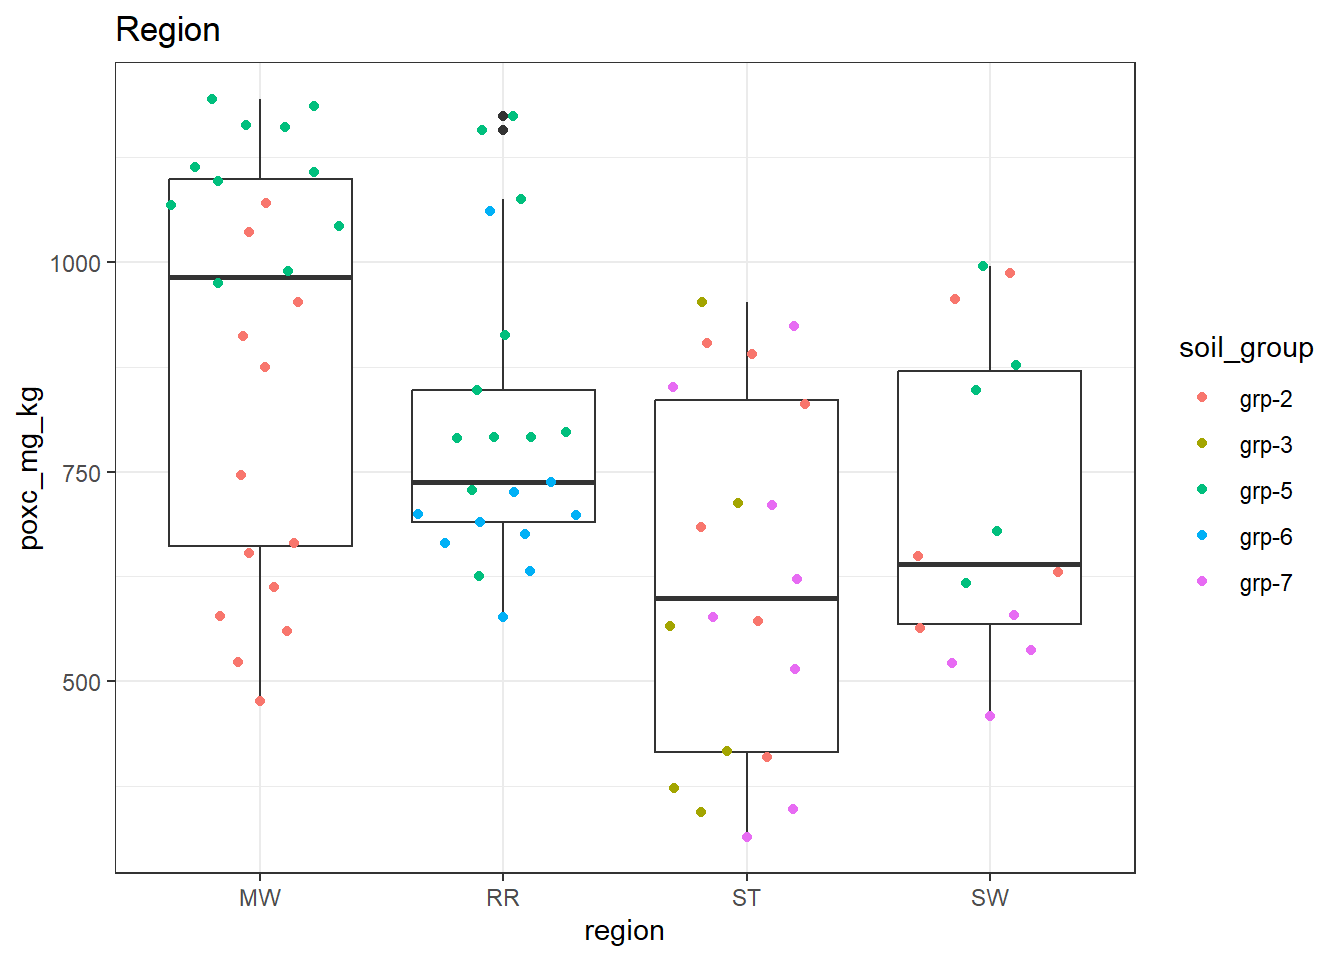 Region
poxc_mg_kg
1000
750
500
MW RR ST SW
region
soil_group
grp-2
grp-3
grp-5
grp-6
grp-7